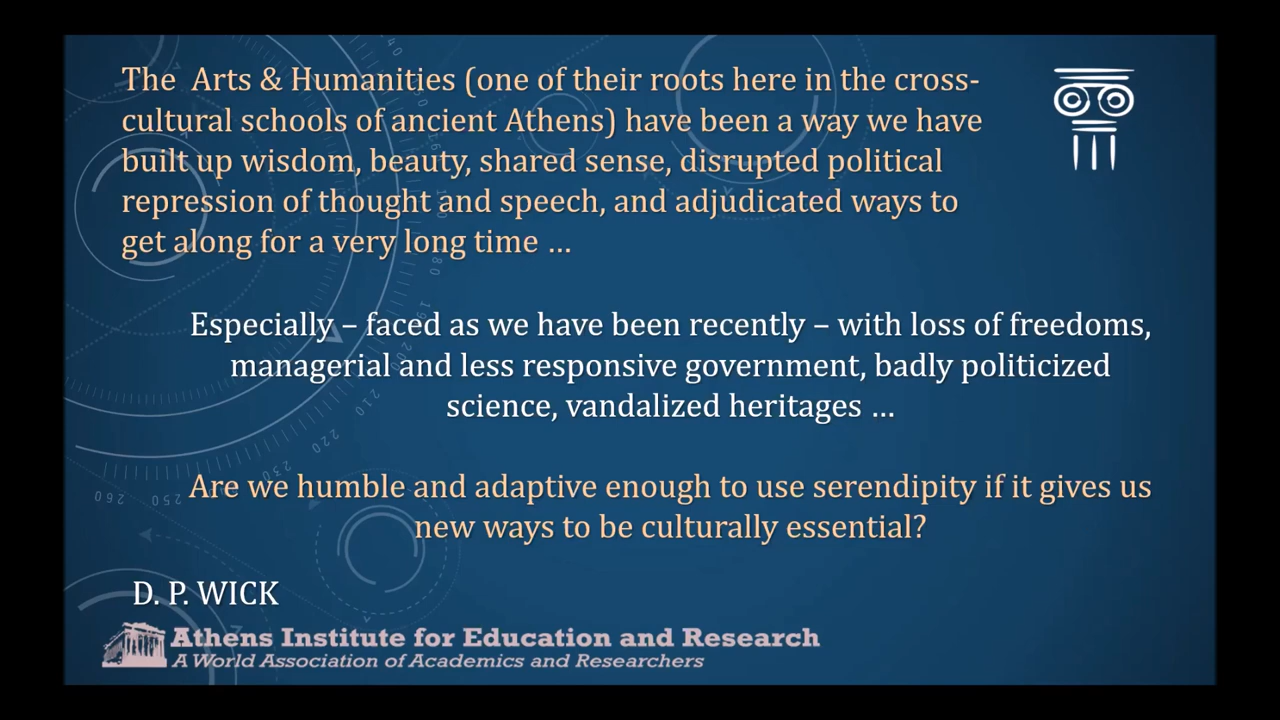 The  Arts & Humanities (one of their roots here in the cross-
cultural schools of ancient Athens) have been a way we have
built up wisdom, beauty, shared sense, disrupted political
repression of thought and speech, and adjudicated ways to
get along for a very long time …
Especially – faced as we have been recently – with loss of freedoms,
managerial and less responsive government, badly politicized
science, vandalized heritages …
Are we humble and adaptive enough to use serendipity if it gives us
new ways to be culturally essential?
D. P. WICK
Athens Institute for Education and Research
A World Association of Academics and Researchers